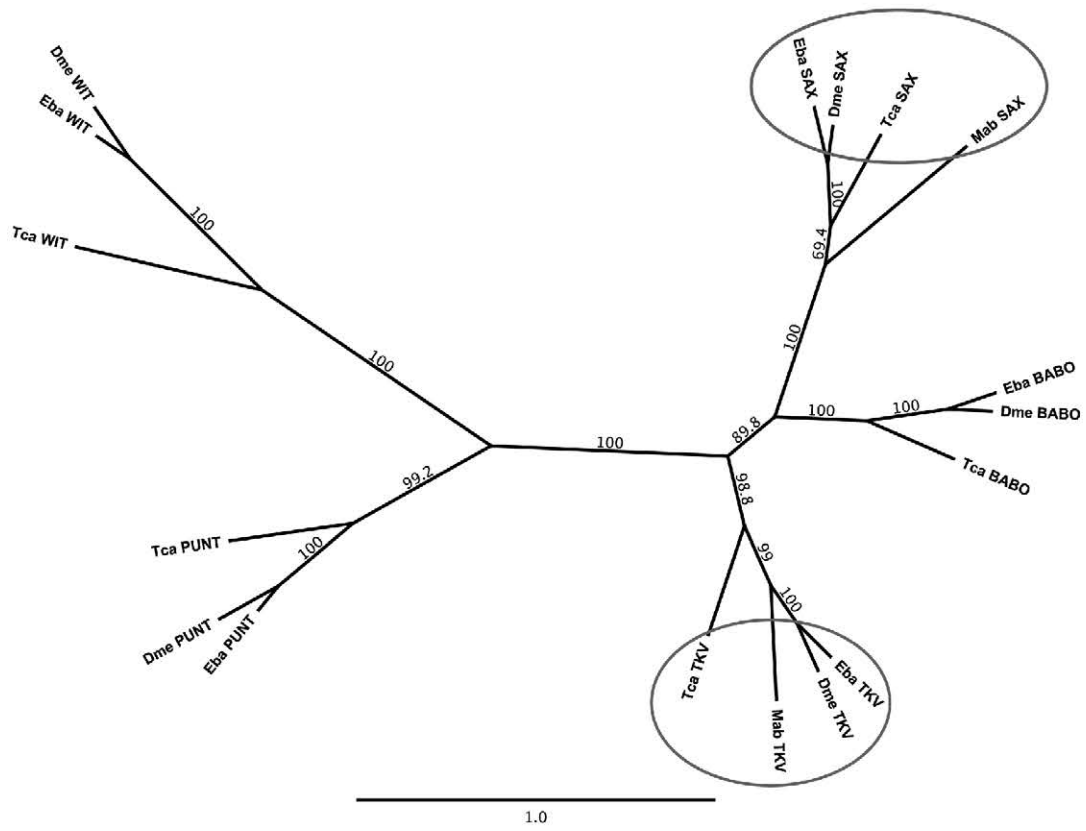 Dme WIT
Eba WIT
Tca WIT
100
100
Eba SAX
Dme SAX
Tca SAX
Mab SAX
100
69.4
100
Eba BABO
Dme BABO
Tca BABO
100
100
89.8
100
99.2
98.8
Tca PUNT
100
Dme PUNT
Eba PUNT
99
100
Tca TKV
Mab TKV
Dme TKV
Eba TKV
1.0